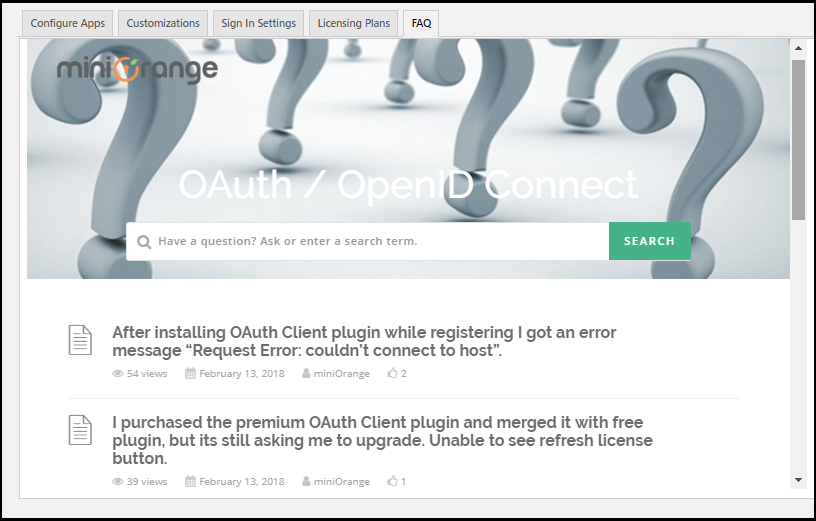 Configure Apps Customizations Sign In Settings Licensing Plans FAQ
miniOrange
OAuth / OpenID Connect
Have a question? Ask or enter a search term. SEARCH
After installing OAuth Client plugin while registering I got an error
message “Request Error: couldn’t connect to host”.
54 views February 13, 2018 miniOrange 2
I purchased the premium OAuth Client plugin and merged it with free
plugin, but its still asking me to upgrade. Unable to see refresh license
button.
39 views February 13, 2018 miniOrange 1